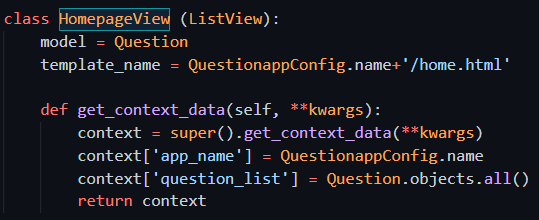 class HomepageView (ListView):
    model = Question
    template_name = QuestionappConfig.name+'/home.html'

    def get_context_data(self, **kwargs):
        context = super().get_context_data(**kwargs)
        context['app_name'] = QuestionappConfig.name
        context['question_list'] = Question.objects.all()
        return context